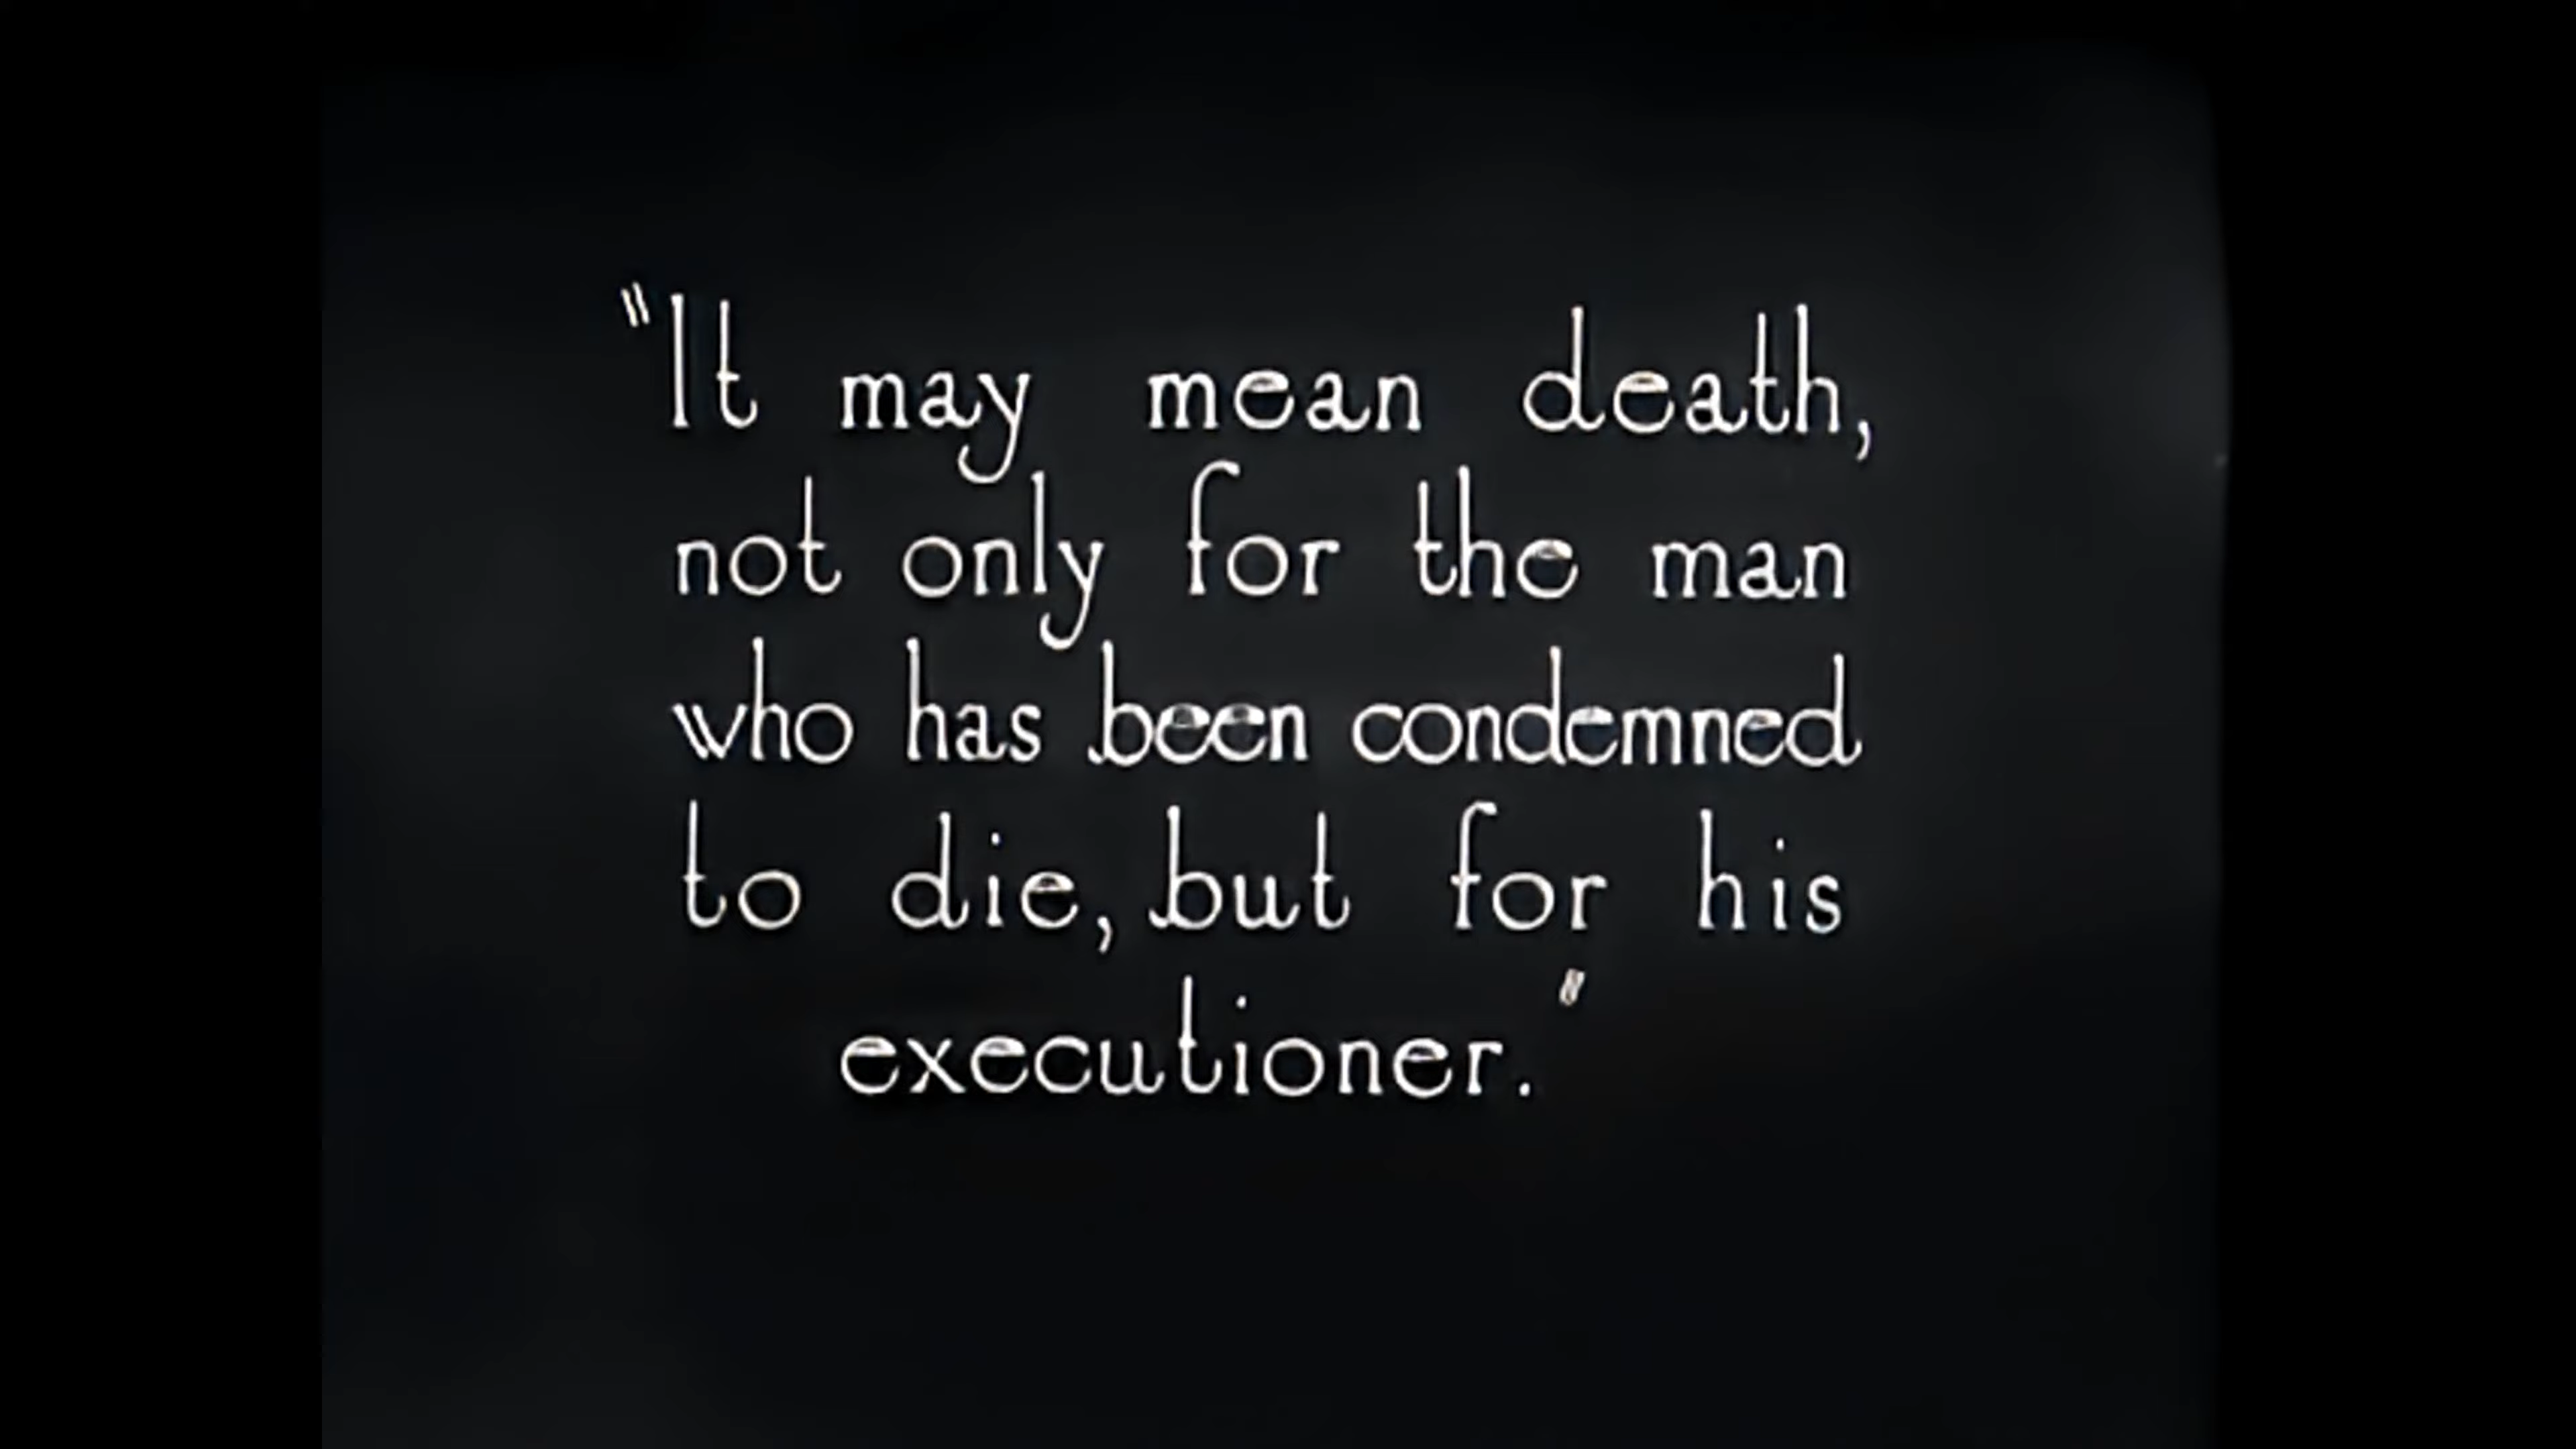 "It may mean death,
not only for the man
who has been condemned
to die, but for his
executioner."